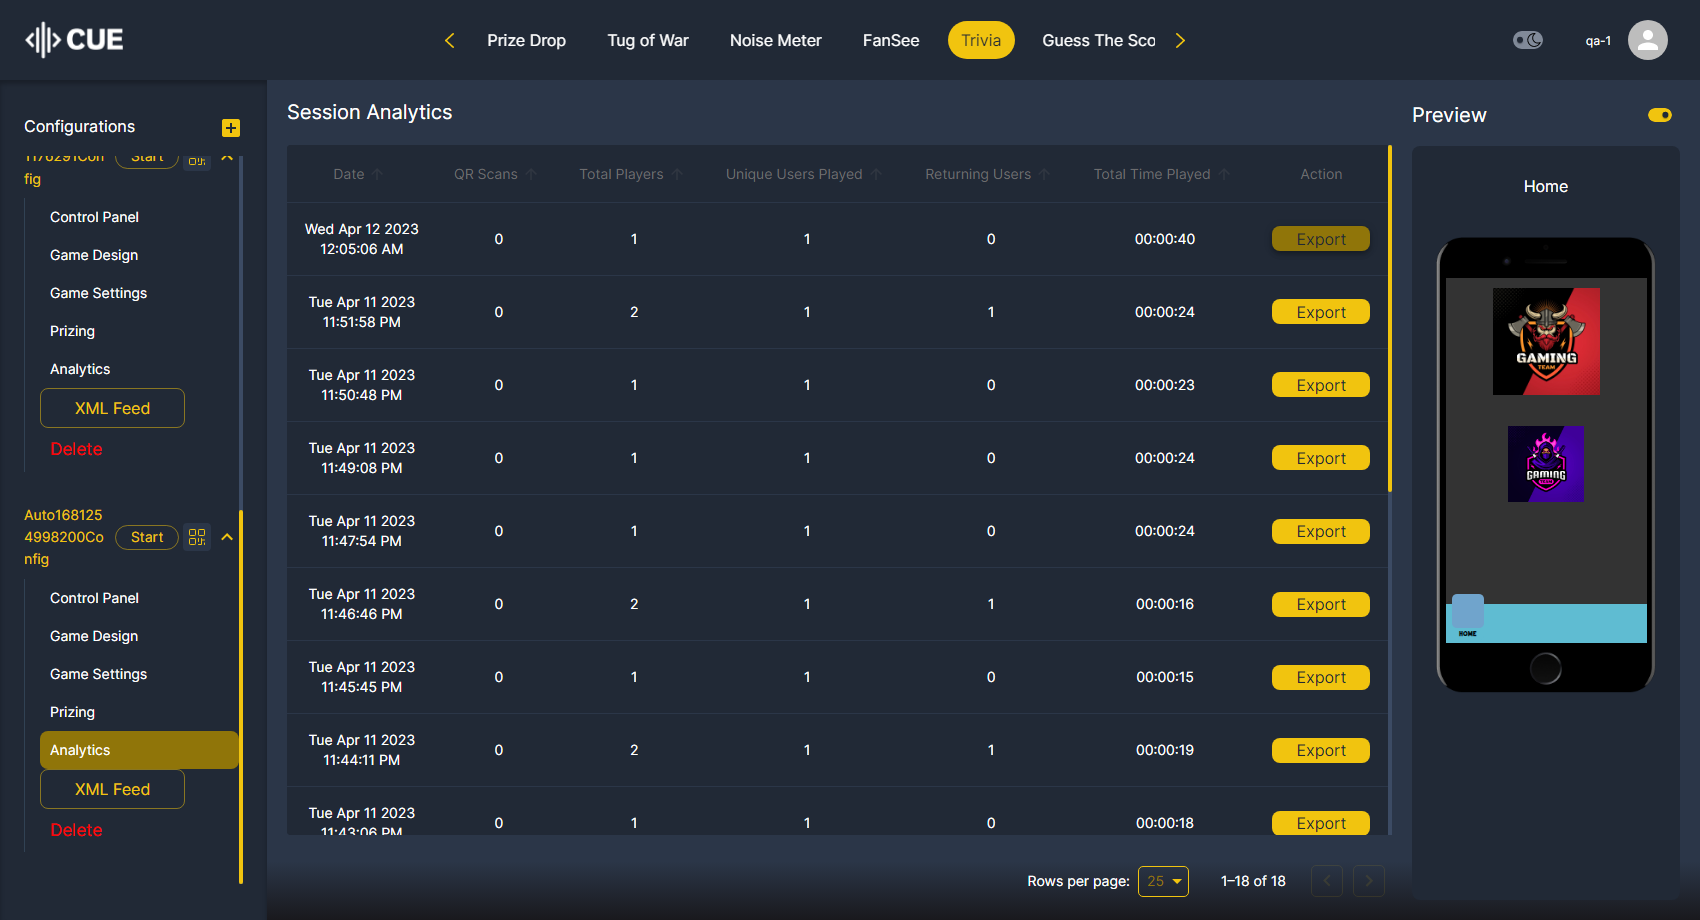 CUE
Prize Drop
Tug of War
Noise Meter
FanSee
Trivia
Guess The Sco
qa-1
Configurations
1176291Conf
fig
Start
Control Panel
Game Design
Game Settings
Prizing
Analytics
XML Feed
Delete
Auto168125
4998200Co
nfig
Start
Control Panel
Game Design
Game Settings
Prizing
Analytics
XML Feed
Delete
Session Analytics
Date QR Scans Total Players Unique Users Played Returning Users Total Time Played Action
Wed Apr 12 2023
12:05:06 AM 0 1 1 0 00:00:40 Export
Tue Apr 11 2023
11:51:58 PM 0 2 1 1 00:00:24 Export
Tue Apr 11 2023
11:50:48 PM 0 1 1 0 00:00:23 Export
Tue Apr 11 2023
11:49:08 PM 0 1 1 0 00:00:24 Export
Tue Apr 11 2023
11:47:54 PM 0 1 1 0 00:00:24 Export
Tue Apr 11 2023
11:46:46 PM 0 2 1 1 00:00:16 Export
Tue Apr 11 2023
11:45:45 PM 0 1 1 0 00:00:15 Export
Tue Apr 11 2023
11:44:11 PM 0 2 1 1 00:00:19 Export
Tue Apr 11 2023
11:43:06 PM 0 1 1 0 00:00:18 Export
Rows per page: 25 1–18 of 18
Preview
Home
GAMING
TEAM
GAMING
TEAM
HOME